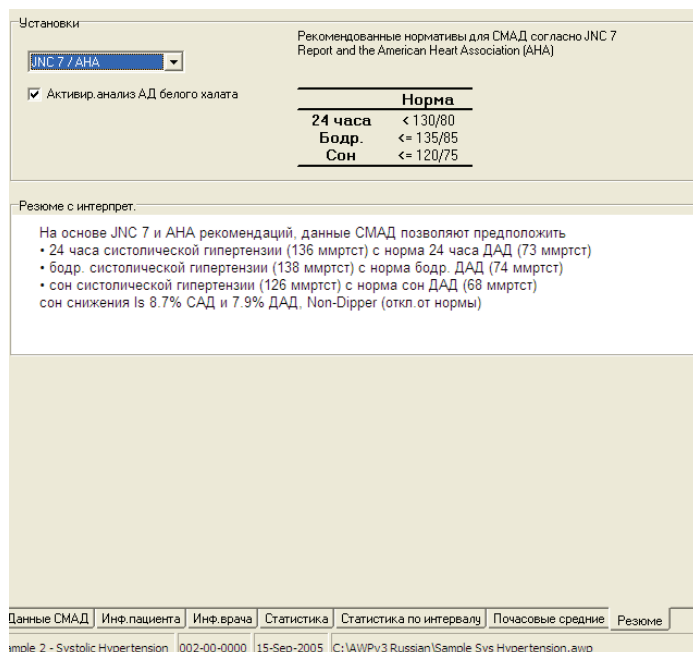 Установки
Рекомендованные нормативы для СМАД согласно JNC 7
Report and the American Heart Association (AHA)
JNC 7 / AHA
Активир.анализ АД белого халата
Норма
24 часа < 130/80
Бодр. <= 135/85
Сон <= 120/75
Резюме с интерпрет.
На основе JNC 7 и AHA рекомендаций, данные СМАД позволяют предположить
• 24 часа систолической гипертензии (136 ммртст) с норма 24 часа ДАД (73 ммртст)
• бодр. систолической гипертензии (138 ммртст) с норма бодр. ДАД (74 ммртст)
• сон систолической гипертензии (126 ммртст) с норма сон ДАД (68 ммртст)
сон снижения Is 8.7% САД и 7.9% ДАД, Non-Dipper (откл.от нормы)
Данные СМАД Инф.пациента Инф.врача Статистика Статистика по интервалу Почасовые средние Резюме
ample 2 - Systolic Hypertension 002-00-0000 15-Sep-2005 C:\AWPv3 Russian\Sample Sys Hypertension.awp